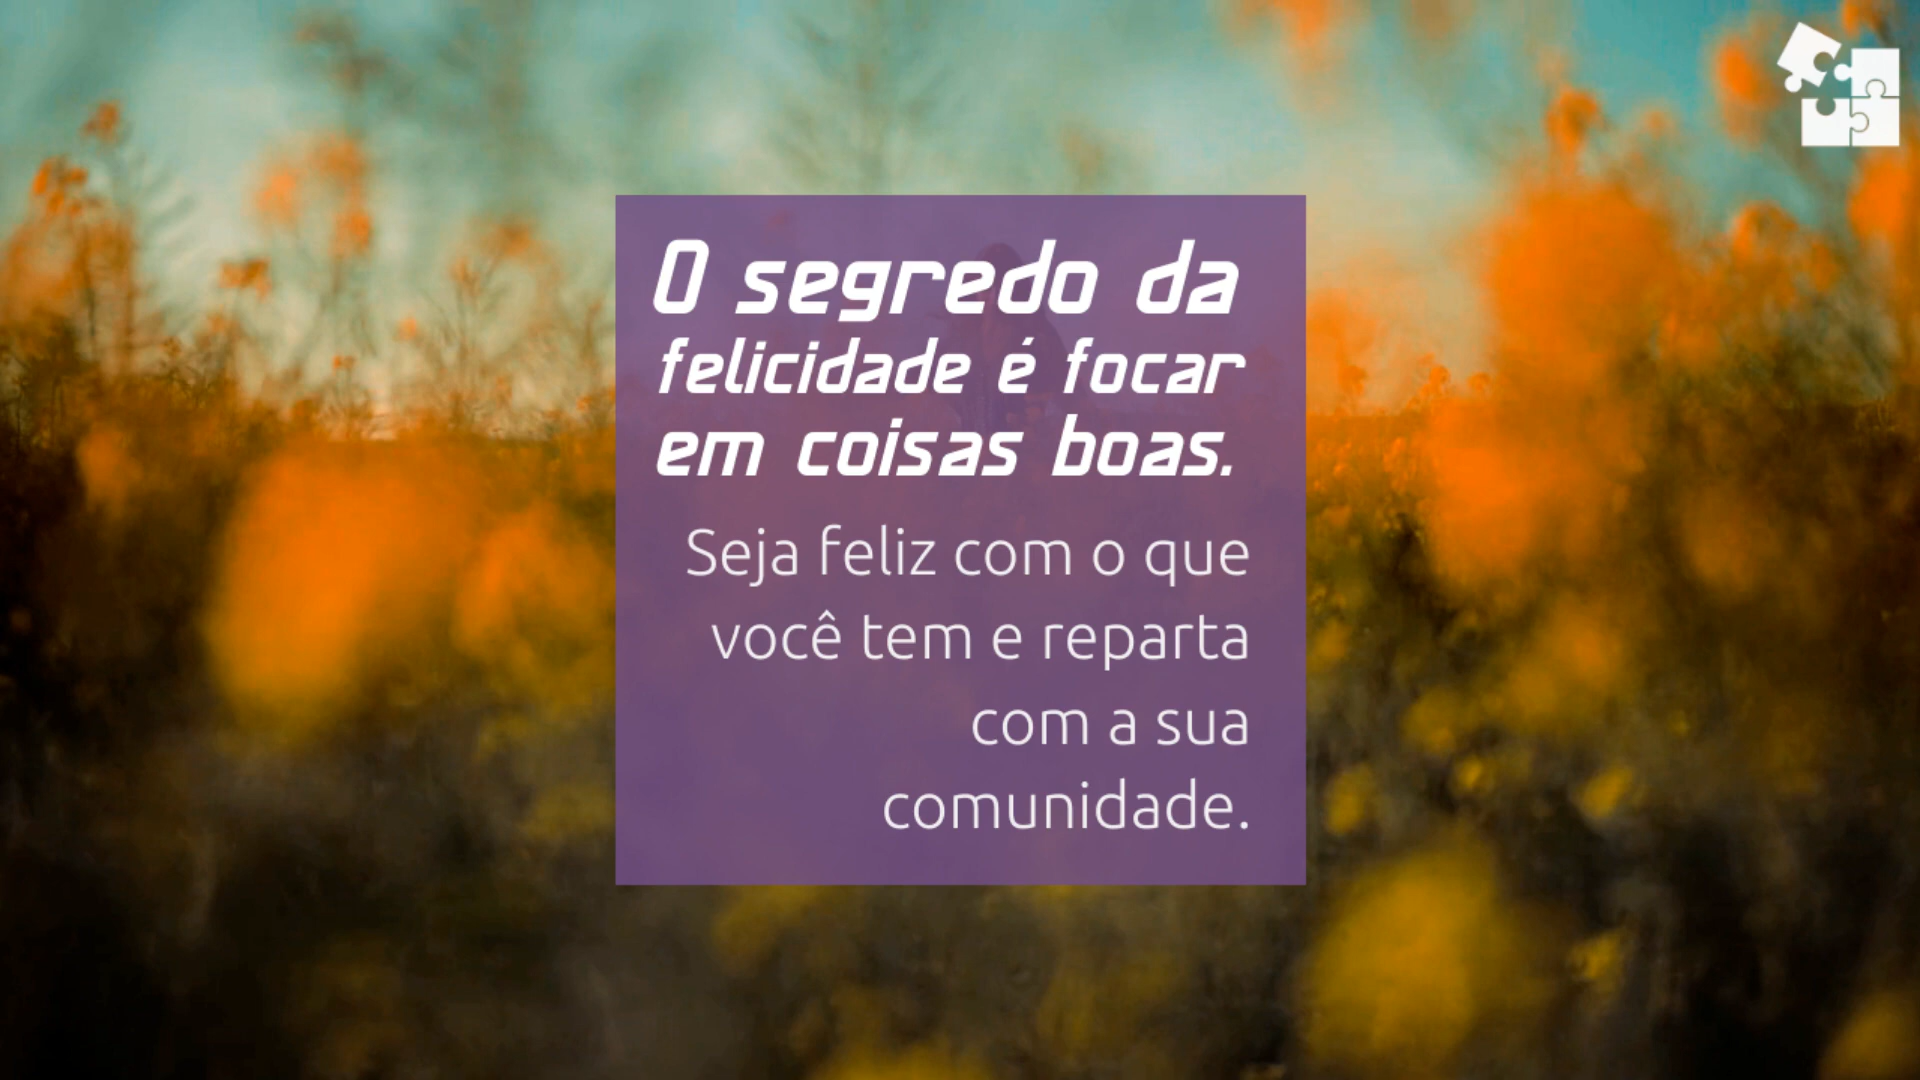 O segredo da
felicidade é focar
em coisas boas.
Seja feliz com o que
você tem e reparta
com a sua
comunidade.